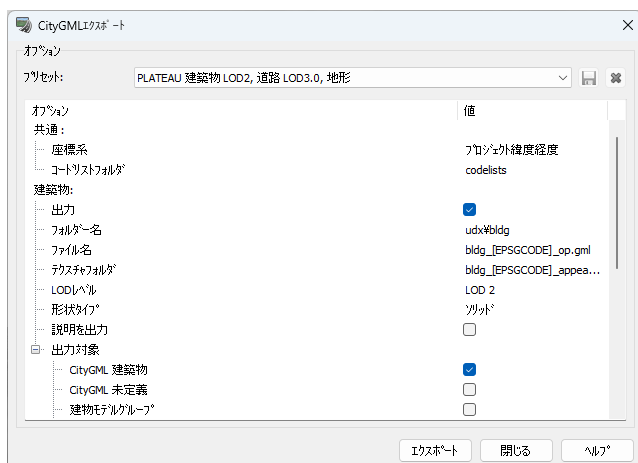 CityGMLｴｸｽﾎﾟｰﾄ
ｵﾌﾟｼｮﾝ
ﾌﾟﾘｾｯﾄ: PLATEAU 建築物 LOD2, 道路 LOD3.0, 地形
ｵﾌﾟｼｮﾝ 値
共通 :
座標系 ﾌﾟﾛｼﾞｪｸﾄ緯度経度
ｺｰﾄﾞﾘｽﾄﾌｫﾙﾀﾞ codelists
建築物:
出力
ﾌｫﾙﾀﾞｰ名 udx¥bldg
ﾌｧｲﾙ名 bldg_[EPSGCODE]_op.gml
ﾃｸｽﾁｬﾌｫﾙﾀﾞ bldg_[EPSGCODE]_appea...
LODﾚﾍﾞﾙ LOD 2
形状ﾀｲﾌﾟ ｿﾘｯﾄﾞ
説明を出力
出力対象
CityGML 建築物
CityGML 未定義
建物ﾓﾃﾞﾙｸﾞﾙｰﾌﾟ
ｴｸｽﾎﾟｰﾄ 閉じる ﾍﾙﾌﾟ